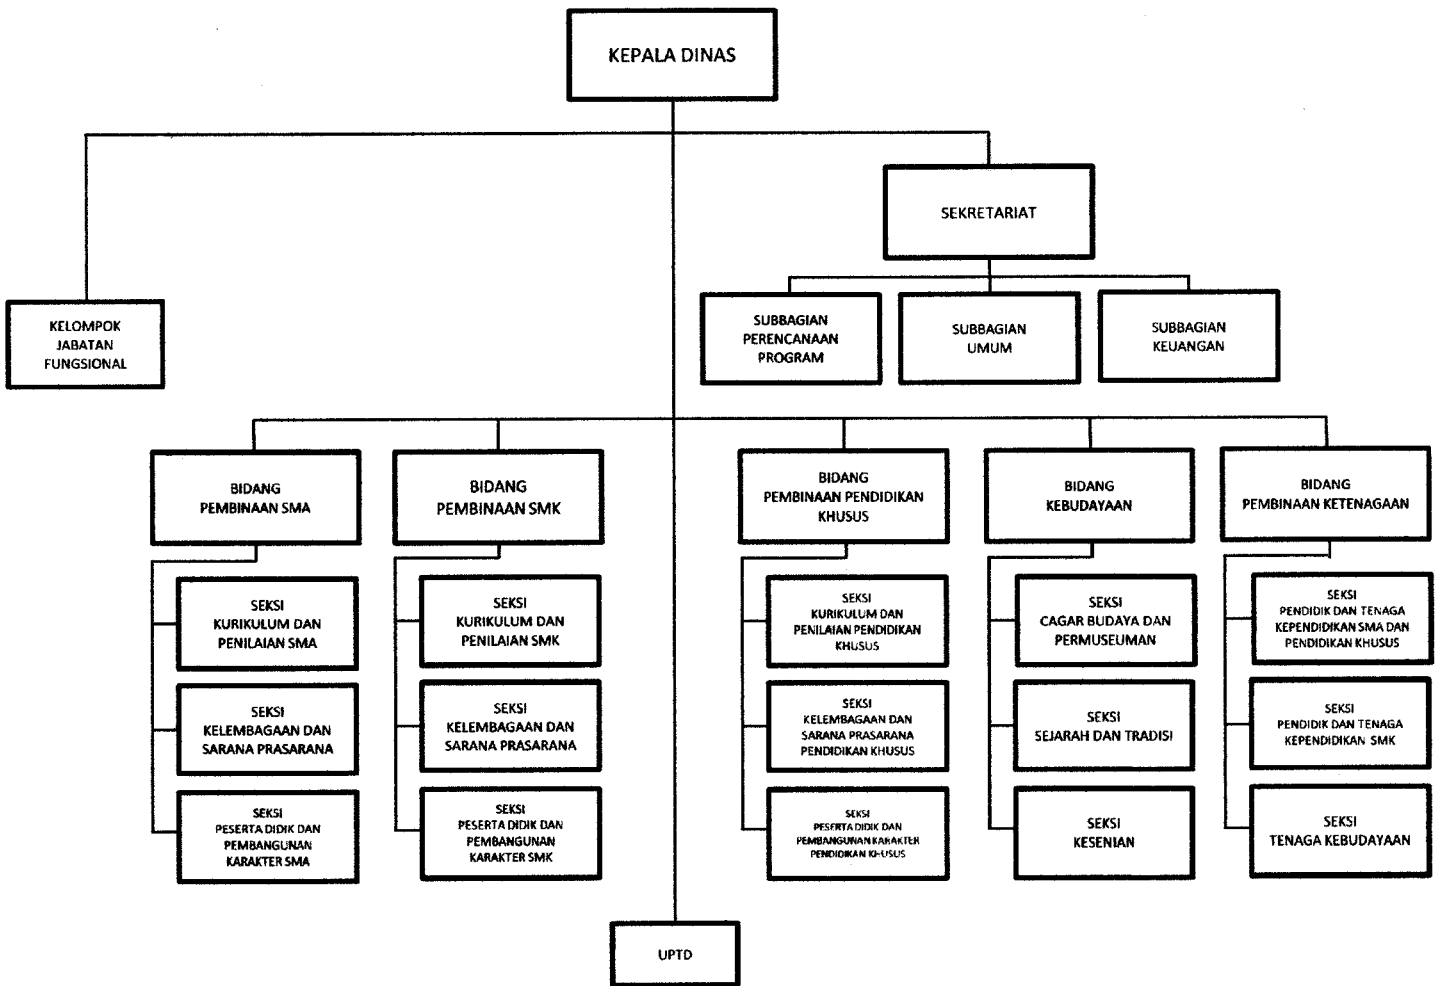 KEPALA DINAS
SEKRETARIAT
KELOMPOK
JABATAN
FUNGSIONAL
SUBBAGIAN
PERENCANAAN
PROGRAM
SUBBAGIAN
UMUM
SUBBAGIAN
KEUANGAN
BIDANG
PEMBINAAN SMA
BIDANG
PEMBINAAN SMK
BIDANG
PEMBINAAN PENDIDIKAN
KHUSUS
BIDANG
KEBUDAYAAN
BIDANG
PEMBINAAN KETENAGAAN
SEKSI
KURIKULUM DAN
PENILAIAN SMA
SEKSI
KURIKULUM DAN
PENILAIAN SMK
SEKSI
KURIKULUM DAN
PENILAIAN PENDIDIKAN
KHUSUS
SEKSI
CAGAR BUDAYA DAN
PERMUSEUMAN
SEKSI
PENDIDIK DAN TENAGA
KEPENDIDIKAN SMA DAN
PENDIDIKAN KHUSUS
SEKSI
KELEMBAGAAN DAN
SARANA PRASARANA
SEKSI
KELEMBAGAAN DAN
SARANA PRASARANA
SEKSI
KELEMBAGAAN DAN
SARANA PRASARANA
PENDIDIKAN KHUSUS
SEKSI
SEJARAH DAN TRADISI
SEKSI
PENDIDIK DAN TENAGA
KEPENDIDIKAN SMK
SEKSI
PESERTA DIDIK DAN
PEMBANGUNAN
KARAKTER SMA
SEKSI
PESERTA DIDIK DAN
PEMBANGUNAN
KARAKTER SMK
SEKSI
PESERTA DIDIK DAN
PEMBANGUNAN KARAKTER
PENDIDIKAN KHUSUS
SEKSI
KESENIAN
SEKSI
TENAGA KEBUDAYAAN
UPTD